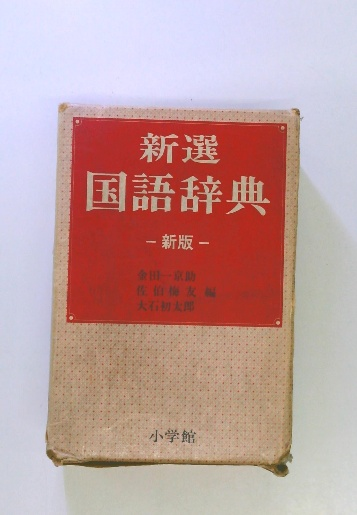 新選
国語辞典
－新版－
金田一京助
佐伯梅友 編
大石初太郎
小学館